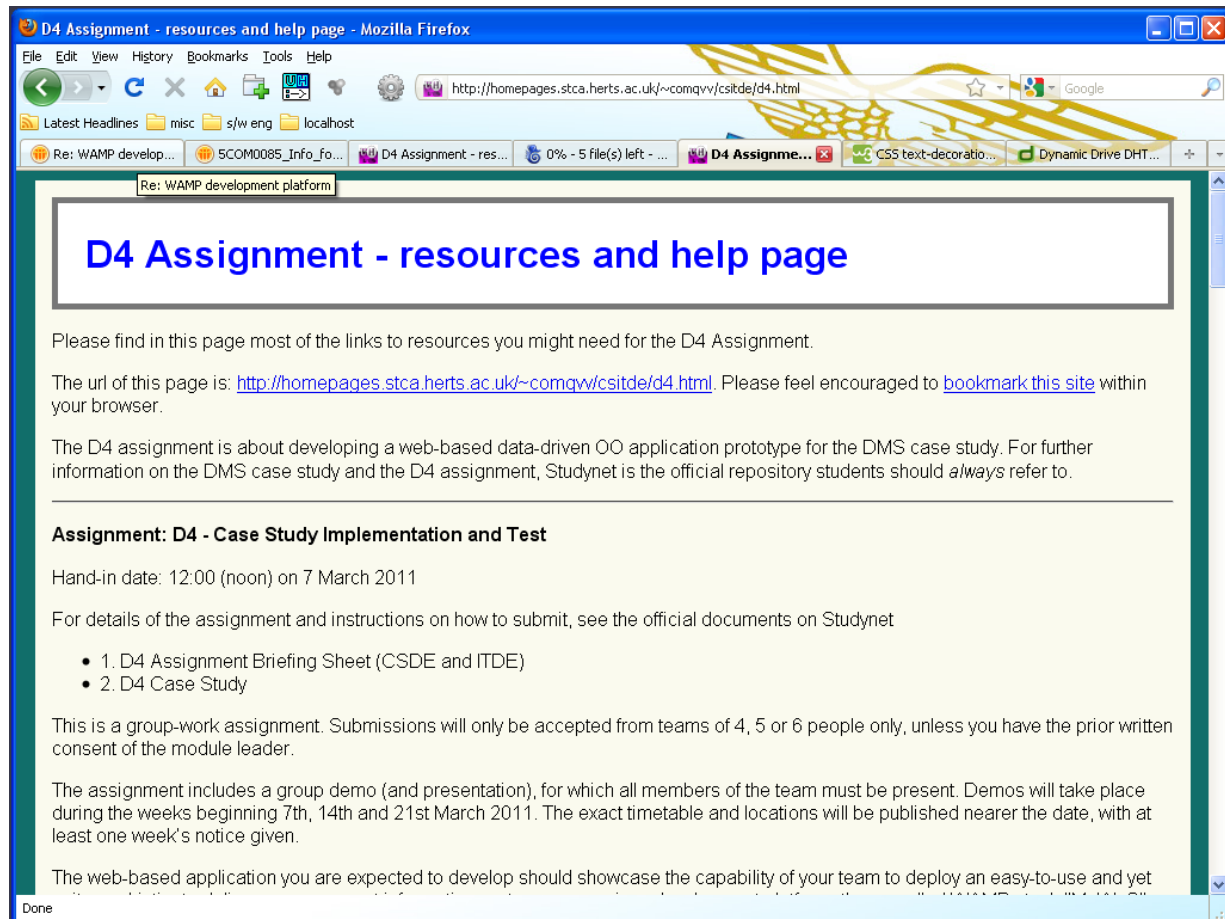 D4 Assignment - resources and help page - Mozilla Firefox
File Edit View History Bookmarks Tools Help
http://homepages.stca.herts.ac.uk/~comqvv/csitde/d4.html Google
Latest Headlines misc s/w eng localhost
Re: WAMP develop... 5COM0085_Info_fo... D4 Assignment - res... 0% - 5 file(s) left - ... D4 Assignme... CSS text-decoratio... Dynamic Drive DHT...
Re: WAMP development platform
D4 Assignment - resources and help page
Please find in this page most of the links to resources you might need for the D4 Assignment.
The url of this page is: http://homepages.stca.herts.ac.uk/~comqvv/csitde/d4.html. Please feel encouraged to bookmark this site within
your browser.
The D4 assignment is about developing a web-based data-driven OO application prototype for the DMS case study. For further
information on the DMS case study and the D4 assignment, Studynet is the official repository students should always refer to.
Assignment: D4 - Case Study Implementation and Test
Hand-in date: 12:00 (noon) on 7 March 2011
For details of the assignment and instructions on how to submit, see the official documents on Studynet
• 1. D4 Assignment Briefing Sheet (CSDE and ITDE)
• 2. D4 Case Study
This is a group-work assignment. Submissions will only be accepted from teams of 4, 5 or 6 people only, unless you have the prior written
consent of the module leader.
The assignment includes a group demo (and presentation), for which all members of the team must be present. Demos will take place
during the weeks beginning 7th, 14th and 21st March 2011. The exact timetable and locations will be published nearer the date, with at
least one week's notice given.
The web-based application you are expected to develop should showcase the capability of your team to deploy an easy-to-use and yet
Done